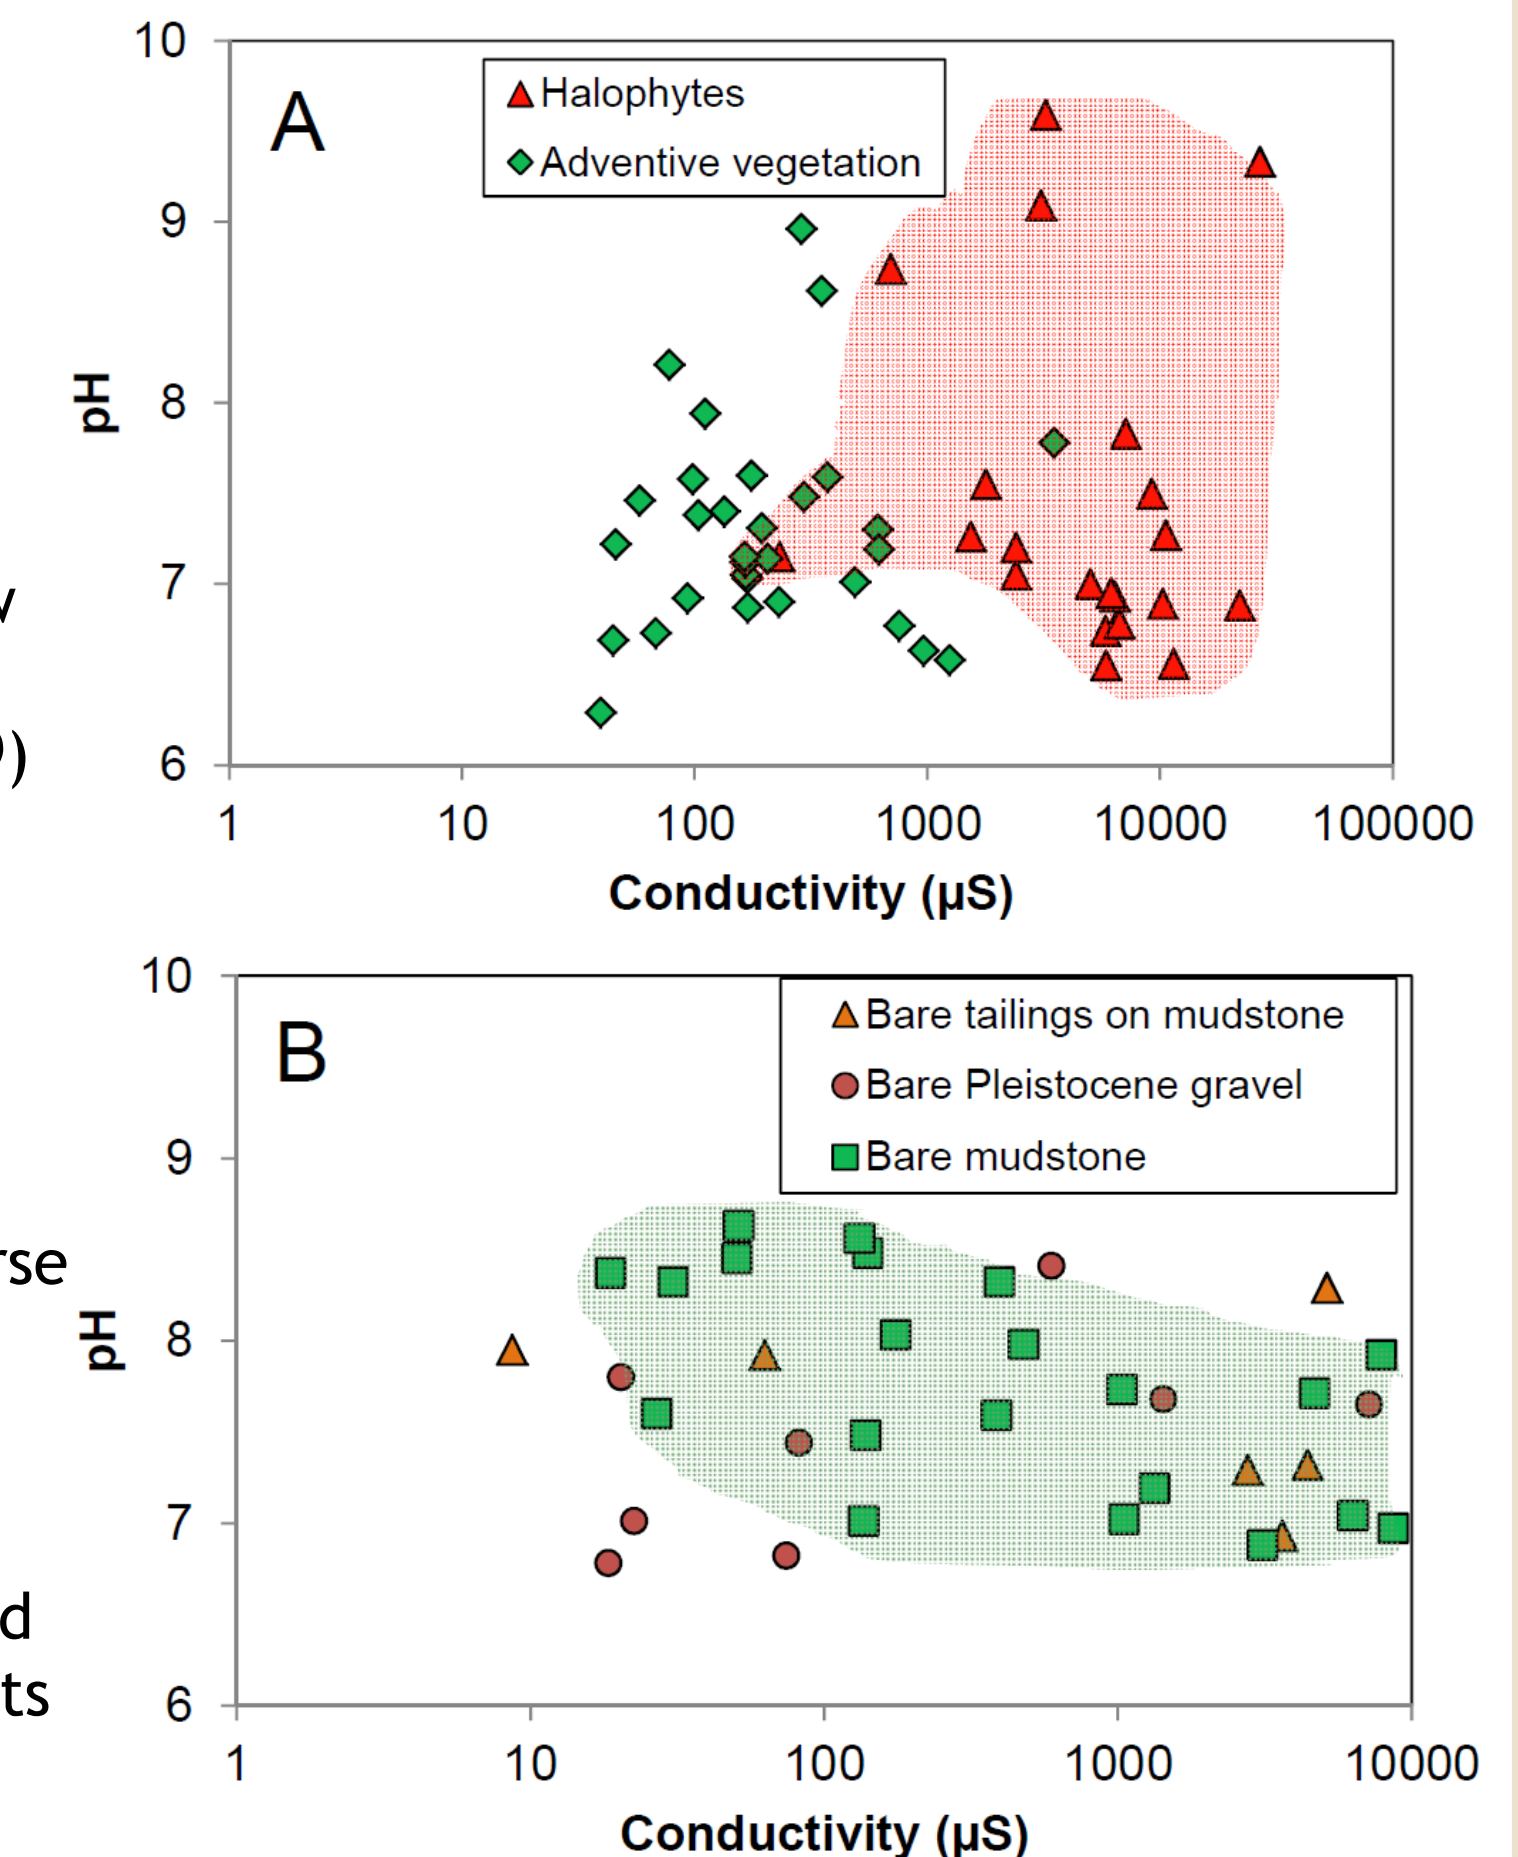 10
A
Halophytes
Adventive vegetation
9
8
pH
7
6
1 10 100 1000 10000 100000
Conductivity (µS)
10
B
Bare tailings on mudstone
Bare Pleistocene gravel
Bare mudstone
9
rse
8
pH
7
d
ts
6
1 10 100 1000 10000
Conductivity (µS)